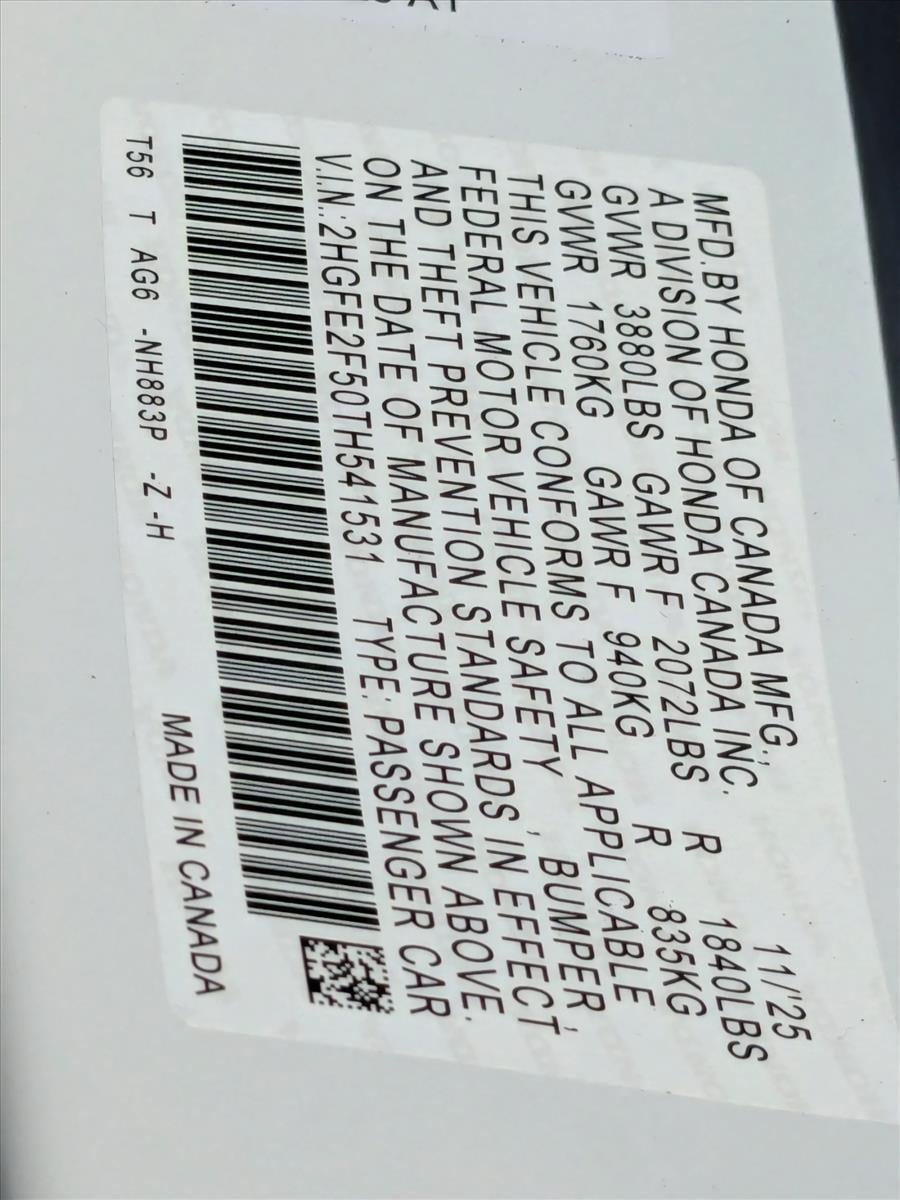 MFD. BY HONDA OF CANADA MFG.,
A DIVISION OF HONDA CANADA INC. 11/'25
GVWR 3880LBS GAWR F 2072LBS R 1840LBS
GVWR 1760KG GAWR F 940KG R 835KG
THIS VEHICLE CONFORMS TO ALL APPLICABLE
FEDERAL MOTOR VEHICLE SAFETY , BUMPER ,
AND THEFT PREVENTION STANDARDS IN EFFECT
ON THE DATE OF MANUFACTURE SHOWN ABOVE.
V.I.N.: 2HGFE2F50TH541531 TYPE: PASSENGER CAR
T56 T AG6 -NH883P -Z -H MADE IN CANADA